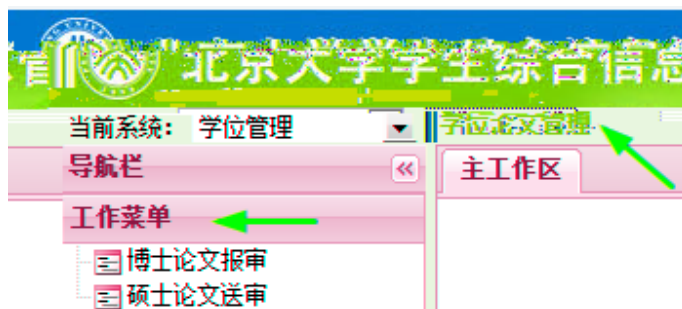 北京大学学生综合信息
当前系统： 学位管理
学位论文管理
导航栏
主工作区
工作菜单
博士论文报审
硕士论文送审